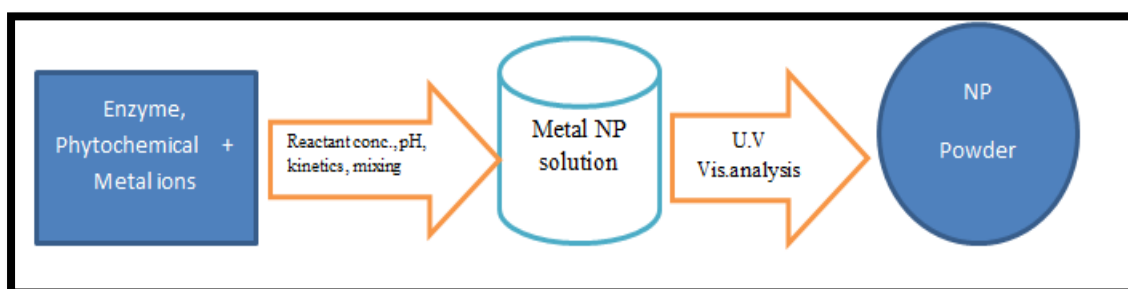 Enzyme,
Phytochemical +
Metal ions
Reactant conc., pH,
kinetics, mixing
Metal NP
solution
U.V
Vis.analysis
NP
Powder